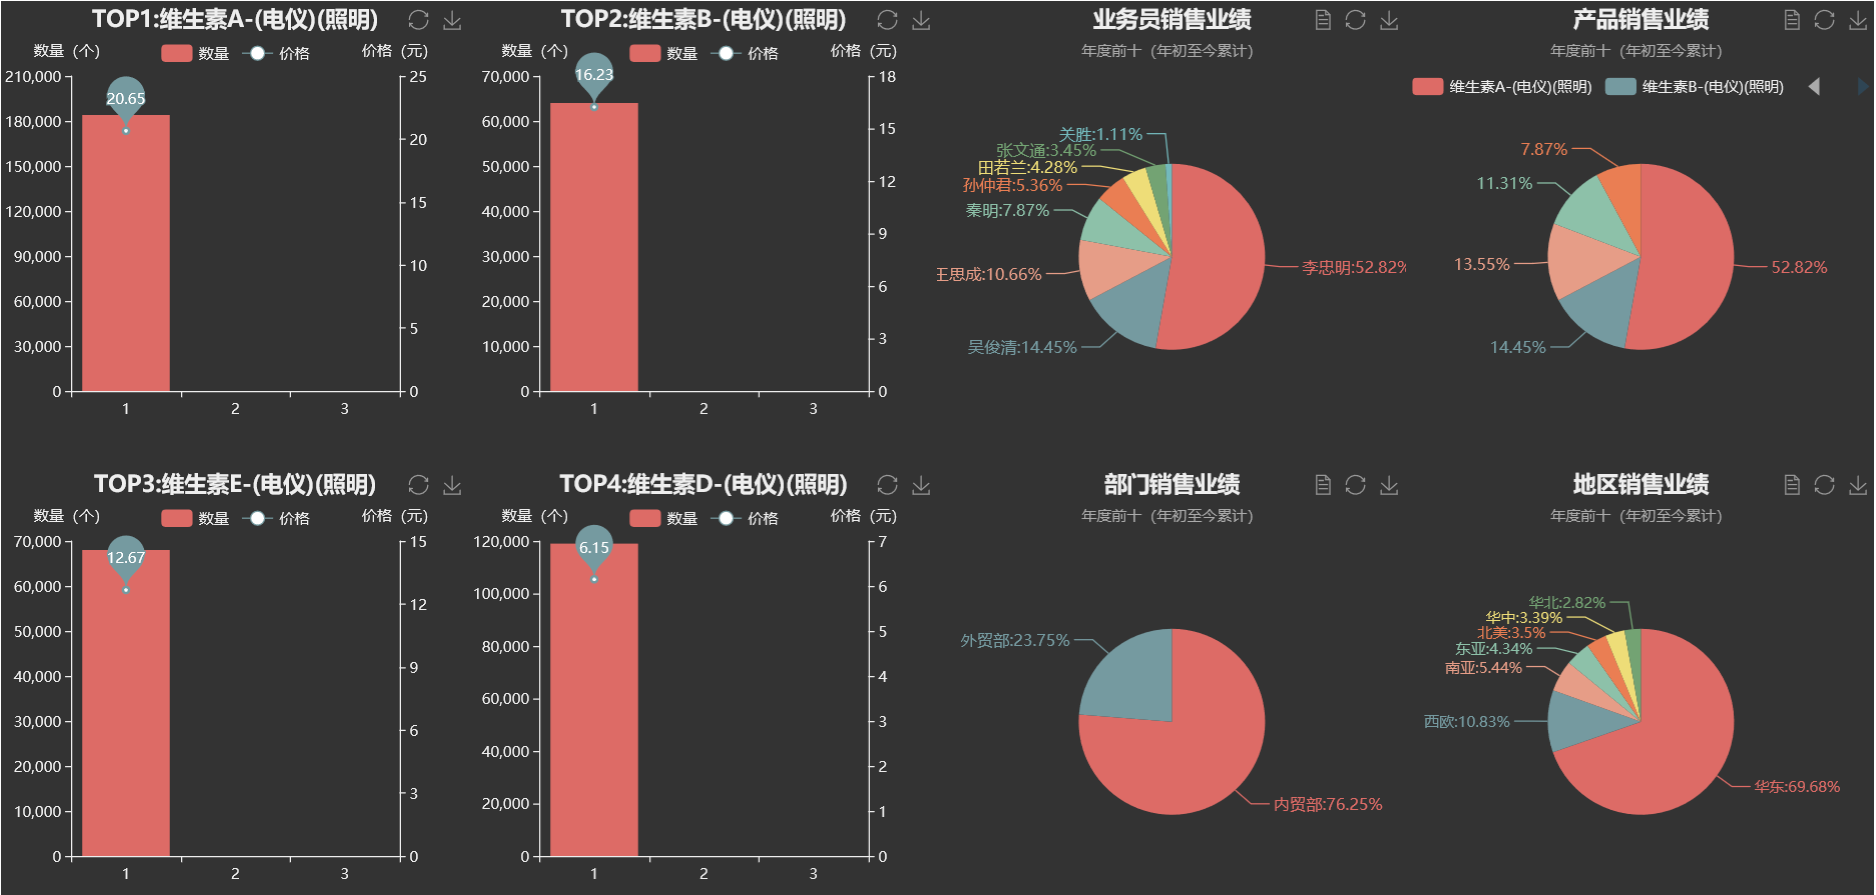 TOP1:维生素A-(电仪)(照明)
数量 (个)
数量
价格
价格 (元)
210,000
180,000
150,000
120,000
90,000
60,000
30,000
0
25
20
15
10
5
0
20.65
1
2
3
TOP2:维生素B-(电仪)(照明)
数量 (个)
数量
价格
价格 (元)
70,000
60,000
50,000
40,000
30,000
20,000
10,000
0
18
15
12
9
6
3
0
16.23
1
2
3
业务员销售业绩
年度前十 (年初至今累计)
关胜:1.11%
张文通:3.45%
田若兰:4.28%
孙仲君:5.36%
秦明:7.87%
王思成:10.66%
吴俊清:14.45%
李忠明:52.82%
产品销售业绩
年度前十 (年初至今累计)
维生素A-(电仪)(照明)
维生素B-(电仪)(照明)
7.87%
11.31%
13.55%
14.45%
52.82%
TOP3:维生素E-(电仪)(照明)
数量 (个)
数量
价格
价格 (元)
70,000
60,000
50,000
40,000
30,000
20,000
10,000
0
15
12
9
6
3
0
12.67
1
2
3
TOP4:维生素D-(电仪)(照明)
数量 (个)
数量
价格
价格 (元)
120,000
100,000
80,000
60,000
40,000
20,000
0
7
6
5
4
3
2
1
0
6.15
1
2
3
部门销售业绩
年度前十 (年初至今累计)
外贸部:23.75%
内贸部:76.25%
地区销售业绩
年度前十 (年初至今累计)
华北:2.82%
华中:3.39%
北美:3.5%
东亚:4.34%
南亚:5.44%
西欧:10.83%
华东:69.68%